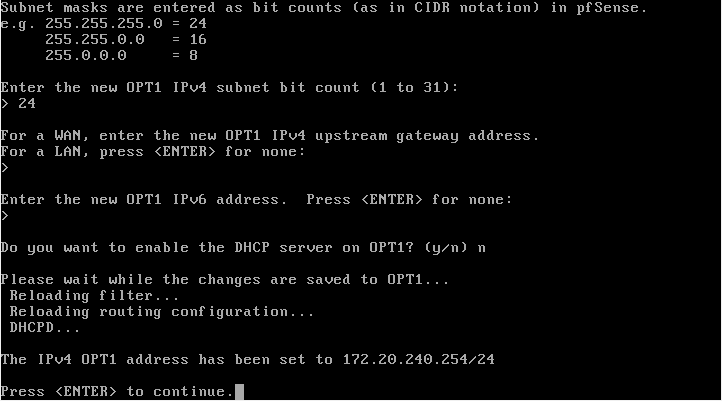 Subnet masks are entered as bit counts (as in CIDR notation) in pfSense.
e.g. 255.255.255.0 = 24
     255.255.0.0   = 16
     255.0.0.0     = 8
Enter the new OPT1 IPv4 subnet bit count (1 to 31):
> 24
For a WAN, enter the new OPT1 IPv4 upstream gateway address.
For a LAN, press <ENTER> for none:
>
Enter the new OPT1 IPv6 address.  Press <ENTER> for none:
>
Do you want to enable the DHCP server on OPT1? (y/n) n
Please wait while the changes are saved to OPT1...
 Reloading filter...
 Reloading routing configuration...
 DHCPD...
The IPv4 OPT1 address has been set to 172.20.240.254/24
Press <ENTER> to continue.